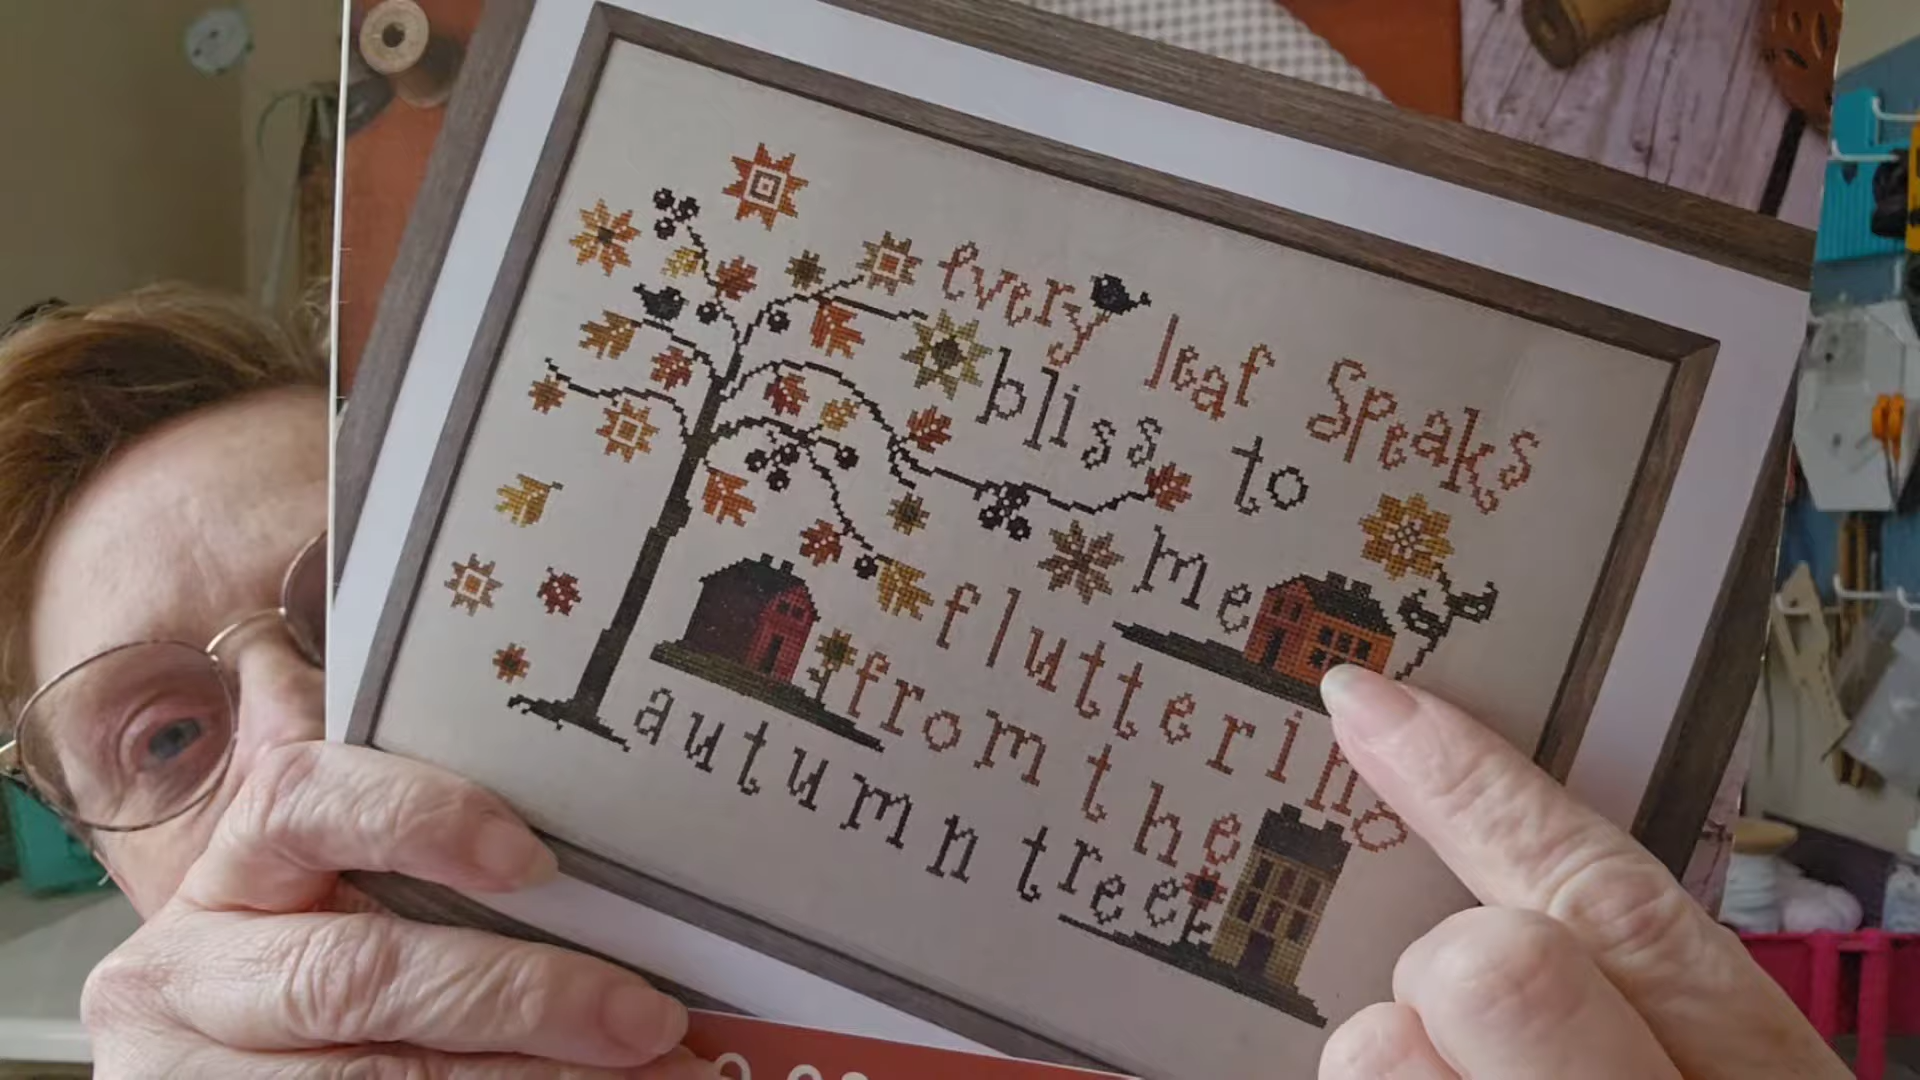 every leaf speaks
bliss to
me
fluttering
from the
autumn tree